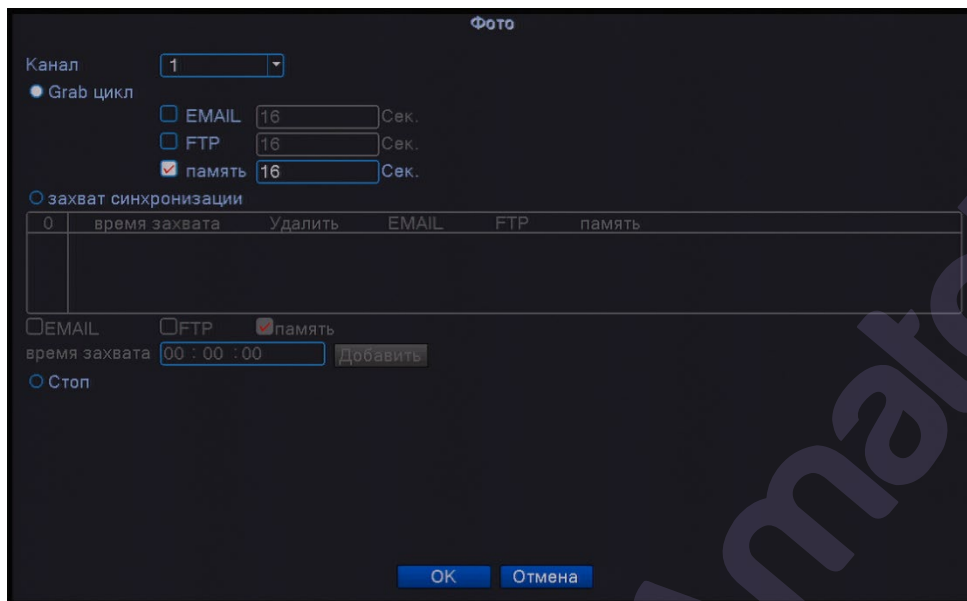 Фото
Канал 1
Grab цикл
EMAIL 16 Сек.
FTP 16 Сек.
память 16 Сек.
захват синхронизации
0 время захвата Удалить EMAIL FTP память
EMAIL FTP память
время захвата 00 : 00 : 00 Добавить
Стоп
OK Отмена